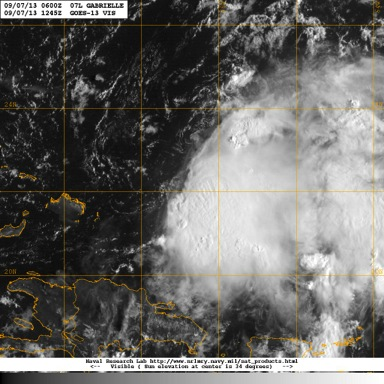 09/07/13 0600Z 07L GABRIELLE
09/07/13 1245Z GOES-13 VIS
24N
20N
Naval Research Lab http://www.nrlmry.navy.mil/sat_products.html
<-- Visible ( Sun elevation at center is 34 degrees) -->